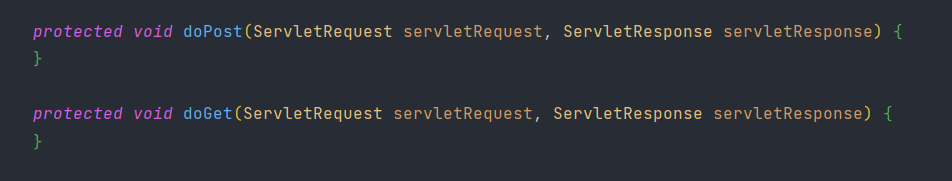 protected void doPost(ServletRequest servletRequest, ServletResponse servletResponse) {
}
protected void doGet(ServletRequest servletRequest, ServletResponse servletResponse) {
}